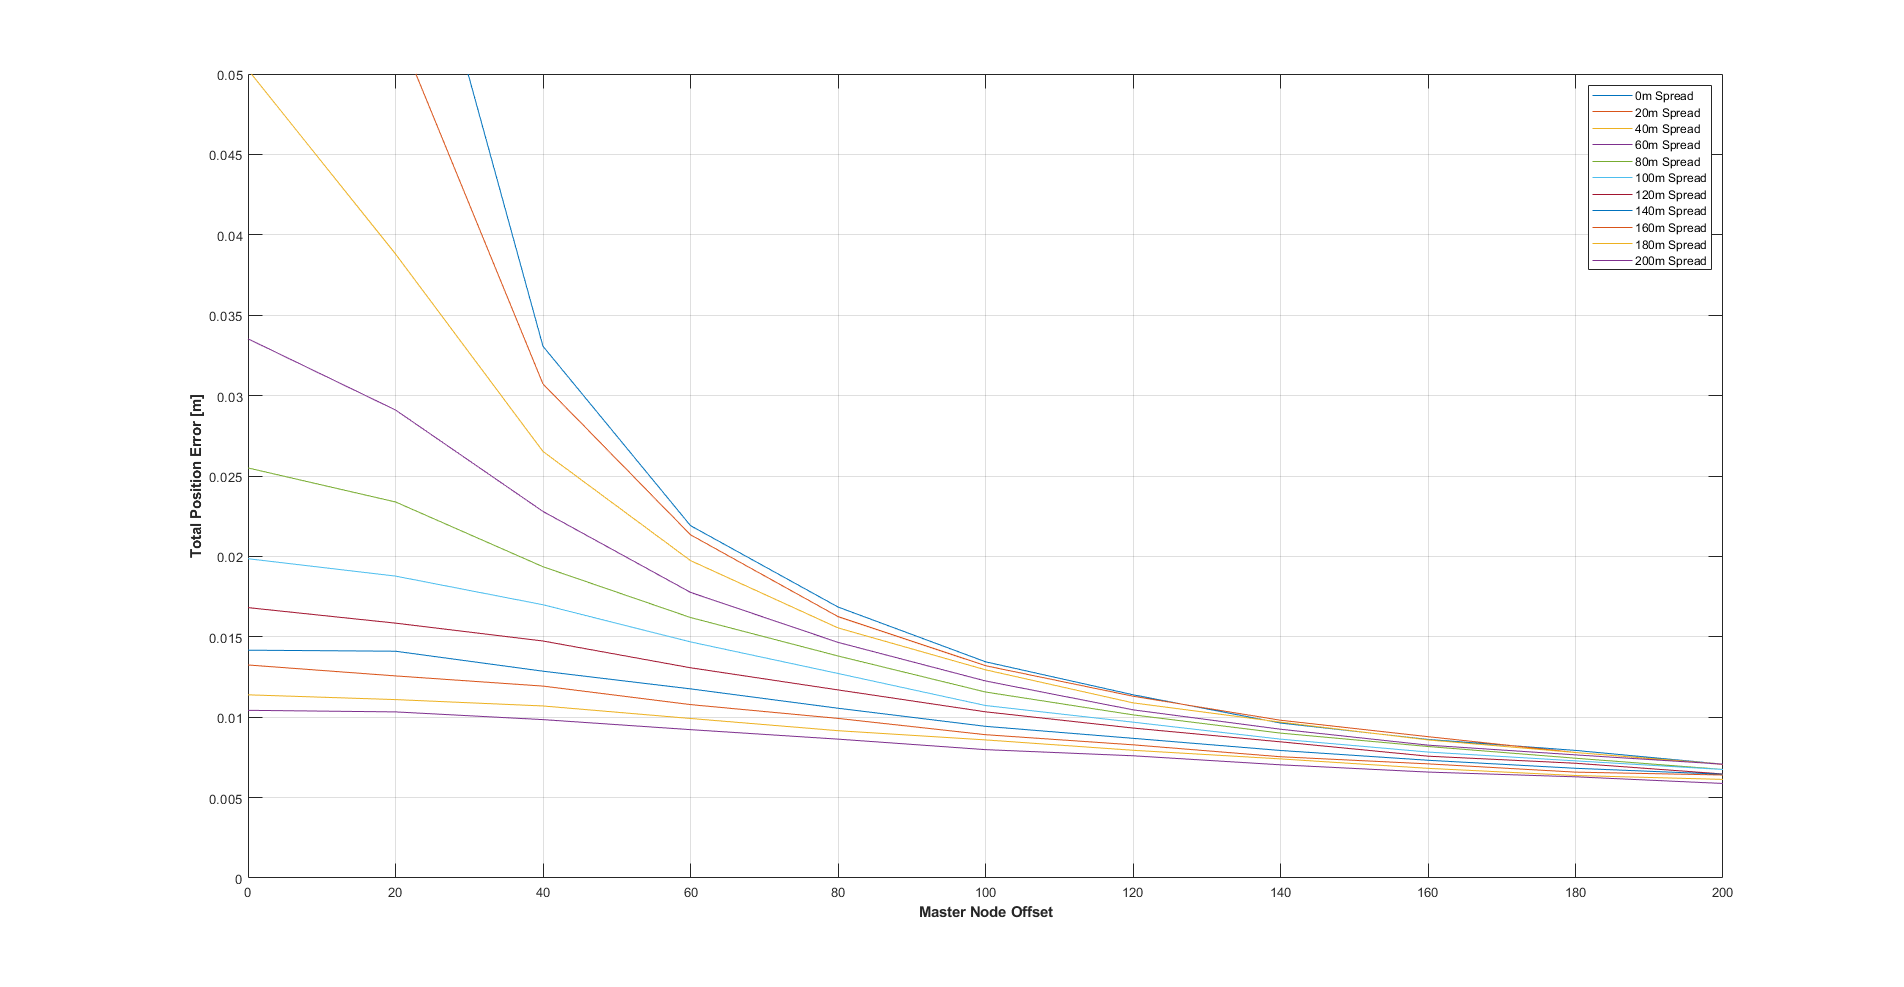 0.05
0.045
0.04
0.035
0.03
0.025
0.02
0.015
0.01
0.005
0
Total Position Error [m]
0m Spread
20m Spread
40m Spread
60m Spread
80m Spread
100m Spread
120m Spread
140m Spread
160m Spread
180m Spread
200m Spread
0 20 40 60 80 100 120 140 160 180 200
Master Node Offset